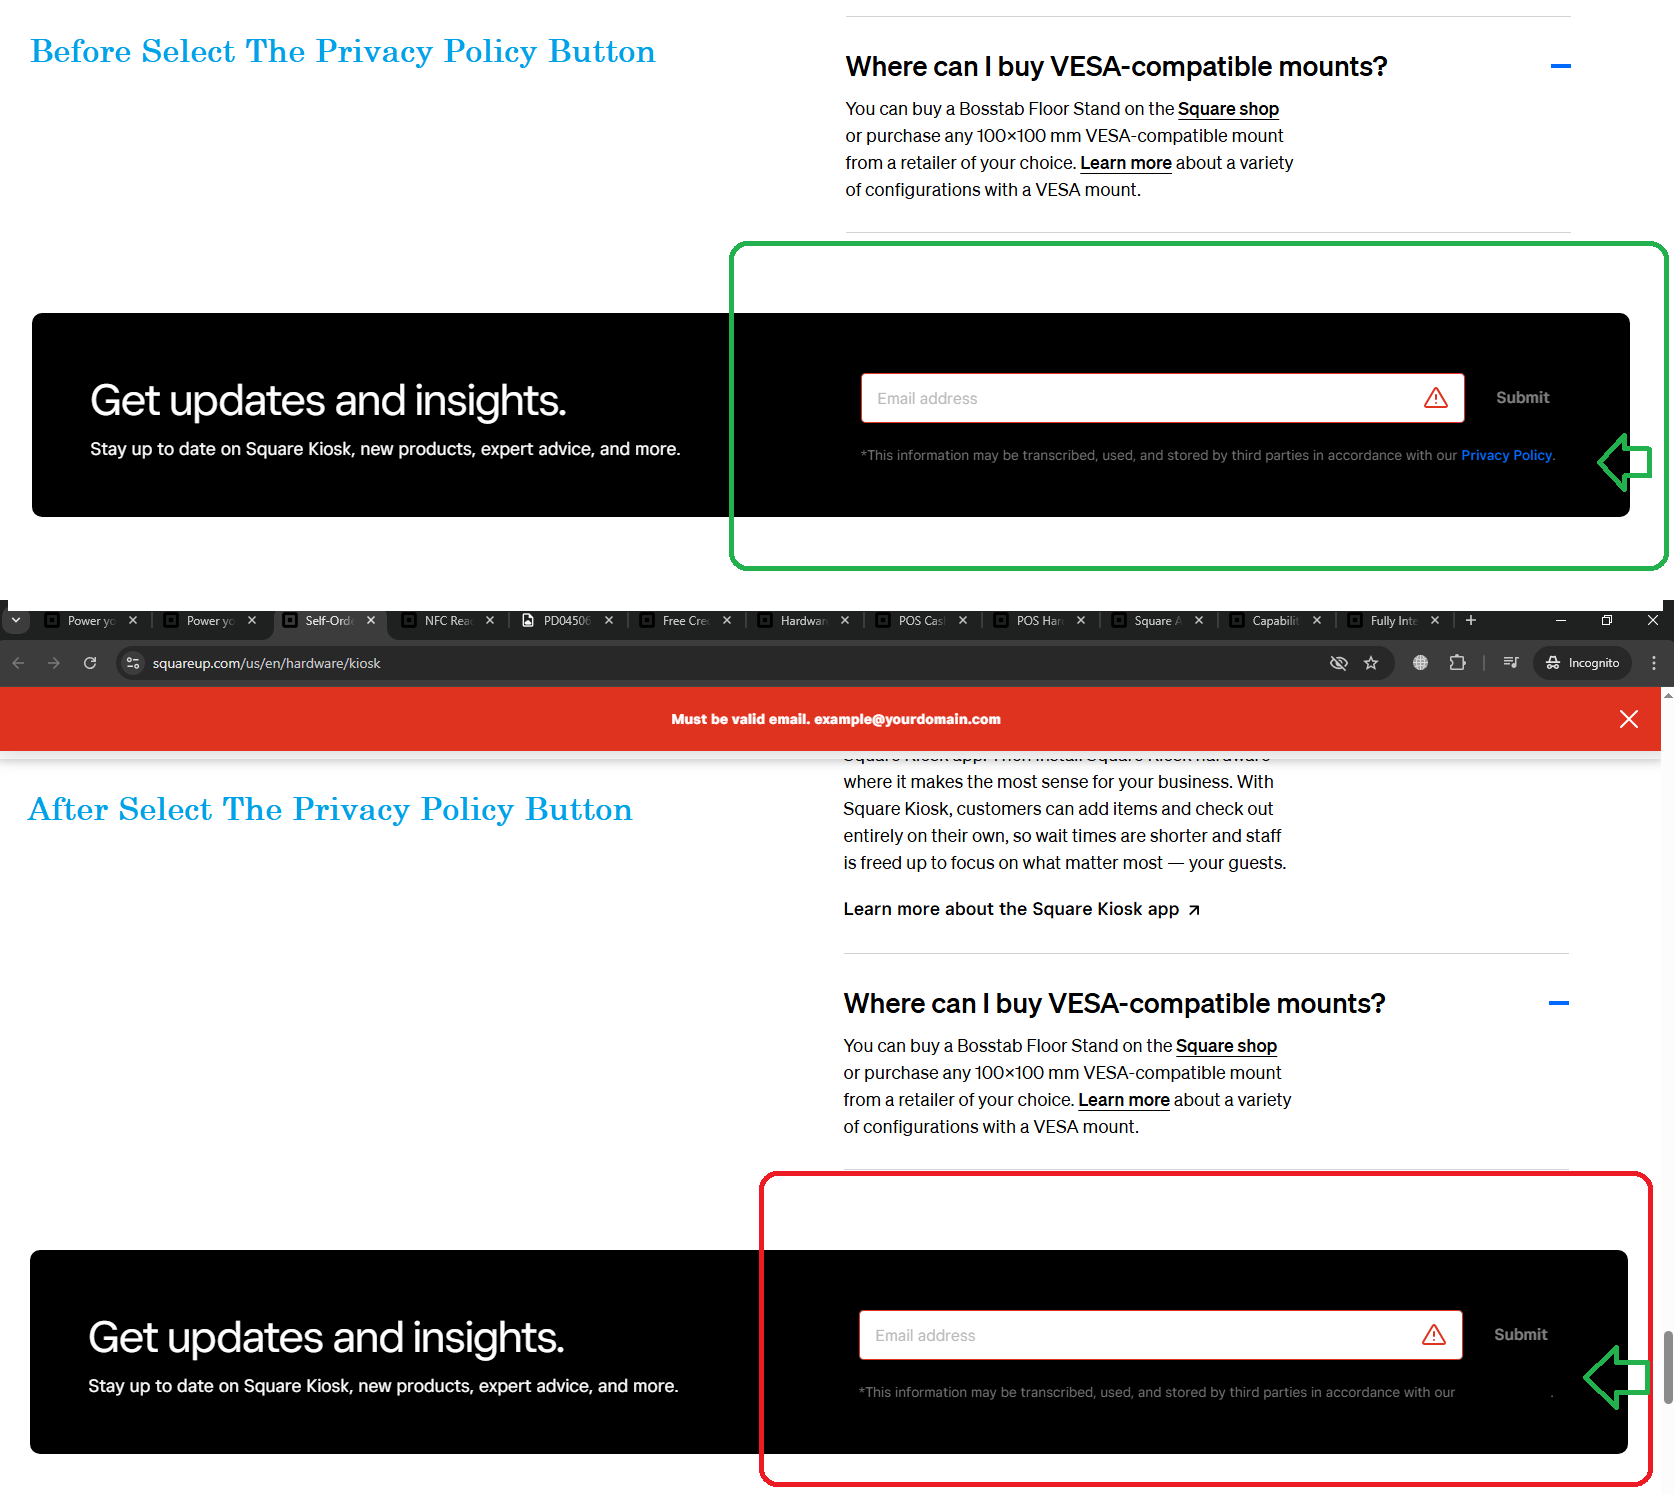 Before Select The Privacy Policy Button
Where can I buy VESA-compatible mounts?
You can buy a Bosstab Floor Stand on the Square shop
or purchase any 100×100 mm VESA-compatible mount
from a retailer of your choice. Learn more about a variety
of configurations with a VESA mount.
Get updates and insights.
Stay up to date on Square Kiosk, new products, expert advice, and more.
Email address
Submit
*This information may be transcribed, used, and stored by third parties in accordance with our Privacy Policy.
Power yo
Power yo
Self-Orde
NFC Rea
PD04506
Free Cre
Hardwar
POS Cas
POS Har
Square A
Capabilit
Fully Inte
squareup.com/us/en/hardware/kiosk
Incognito
Must be valid email. example@yourdomain.com
After Select The Privacy Policy Button
Square Kiosk app. Then install Square Kiosk hardware
where it makes the most sense for your business. With
Square Kiosk, customers can add items and check out
entirely on their own, so wait times are shorter and staff
is freed up to focus on what matter most — your guests.
Learn more about the Square Kiosk app
Where can I buy VESA-compatible mounts?
You can buy a Bosstab Floor Stand on the Square shop
or purchase any 100×100 mm VESA-compatible mount
from a retailer of your choice. Learn more about a variety
of configurations with a VESA mount.
Get updates and insights.
Stay up to date on Square Kiosk, new products, expert advice, and more.
Email address
Submit
*This information may be transcribed, used, and stored by third parties in accordance with our .